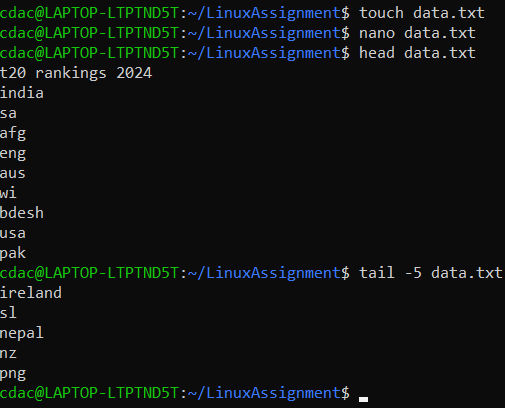 cdac@LAPTOP-LTPTND5T:~/LinuxAssignment$ touch data.txt
cdac@LAPTOP-LTPTND5T:~/LinuxAssignment$ nano data.txt
cdac@LAPTOP-LTPTND5T:~/LinuxAssignment$ head data.txt
t20 rankings 2024
india
sa
afg
eng
aus
wi
bdesh
usa
pak
cdac@LAPTOP-LTPTND5T:~/LinuxAssignment$ tail -5 data.txt
ireland
sl
nepal
nz
png
cdac@LAPTOP-LTPTND5T:~/LinuxAssignment$